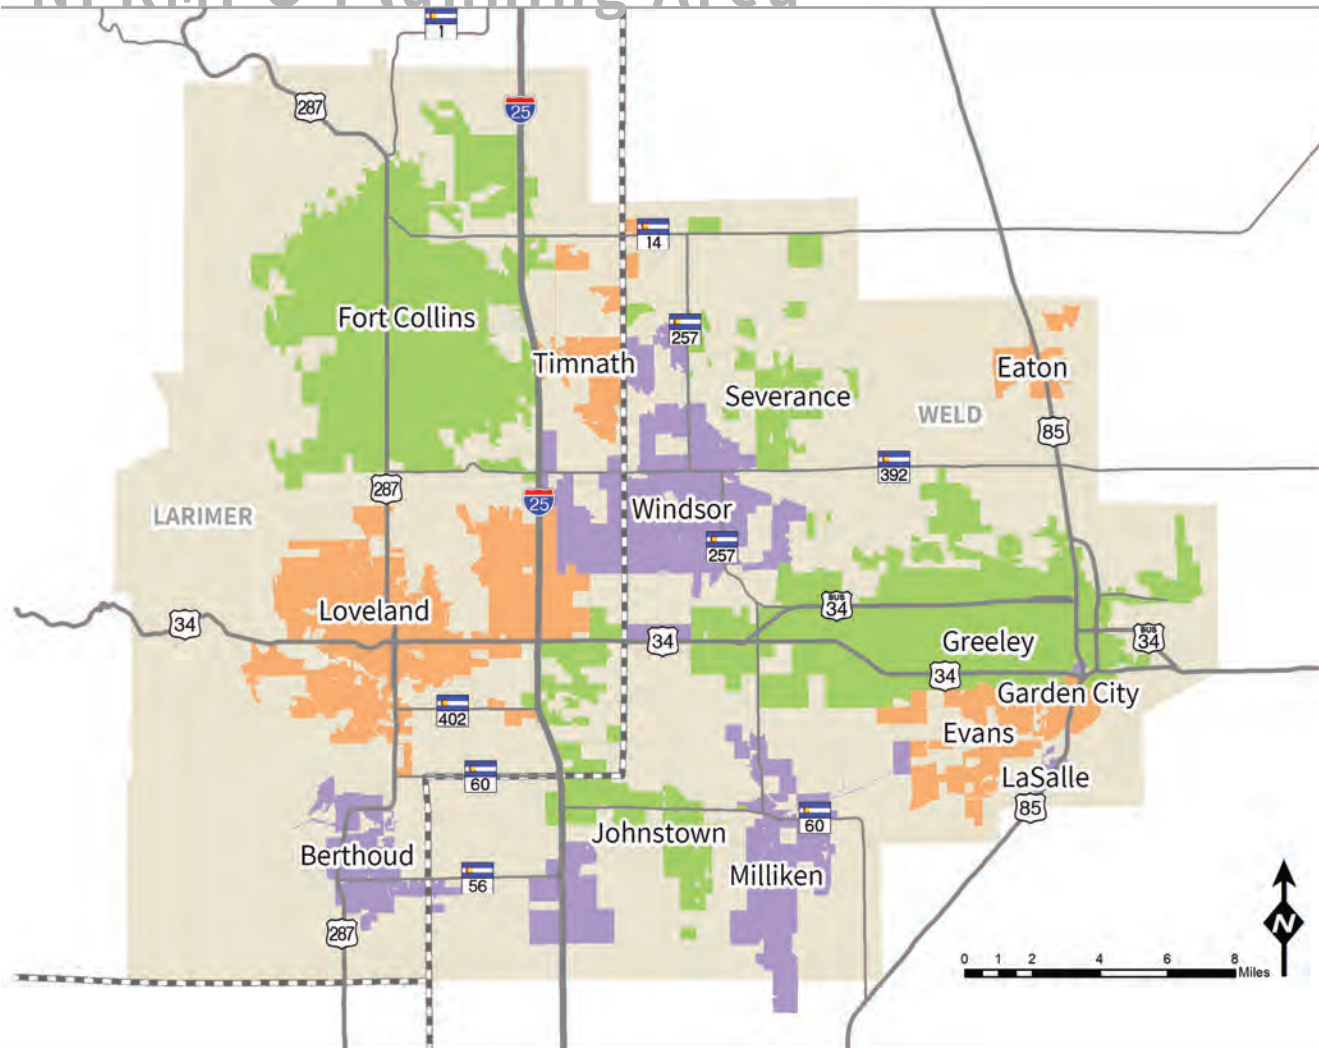 1
287
25
14
Fort Collins
257
Timnath
Eaton
Severance
WELD
85
392
287
25
LARIMER
Windsor
257
BUS
34
Loveland
34
34
Greeley
BUS
34
34
Garden City
402
Evans
60
LaSalle
85
60
Johnstown
Berthoud
56
Milliken
287
N
0 1 2 4 6 8
Miles